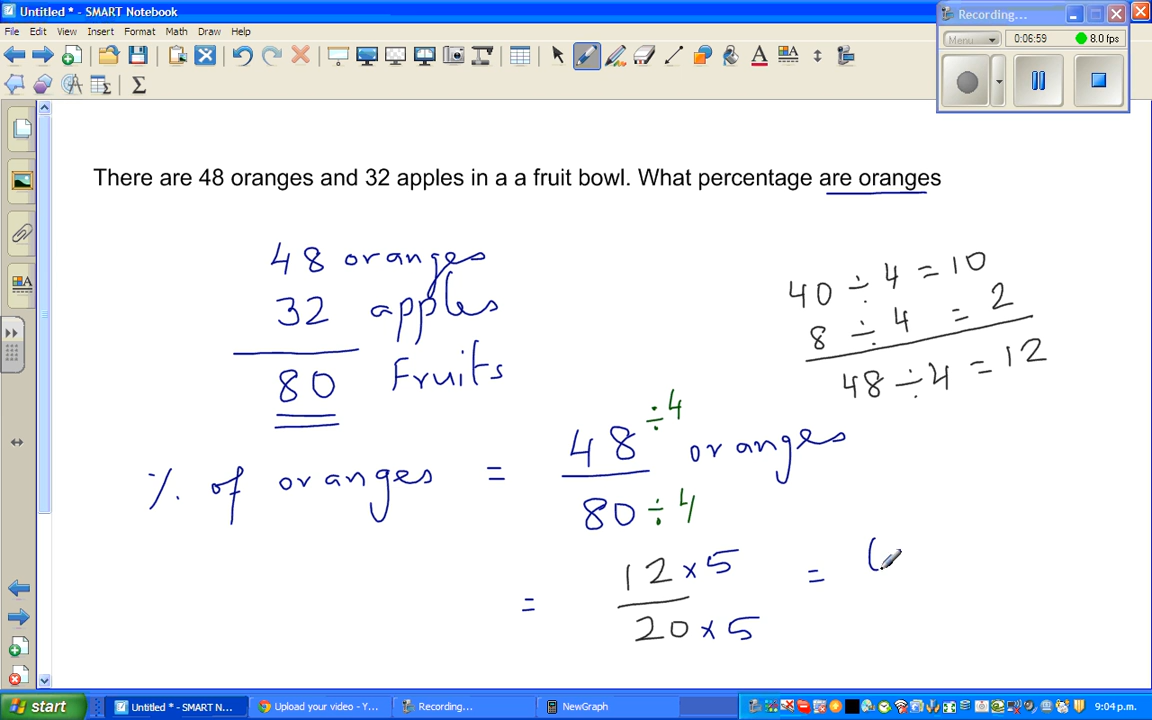 Untitled * - SMART Notebook
Recording...
File Edit View Insert Format Math Draw Help
Menu 0:06:59 8.0 fps
There are 48 oranges and 32 apples in a a fruit bowl. What percentage are oranges
48 oranges
32 apples
80 Fruits
40 ÷ 4 = 10
8 ÷ 4 = 2
48 ÷ 4 = 12
% of oranges = 48 ÷4 oranges
80 ÷ 4
= 12 × 5 =
20 × 5
start Untitled * - SMART N... Upload your video - Y... Recording... NewGraph 9:04 p.m.